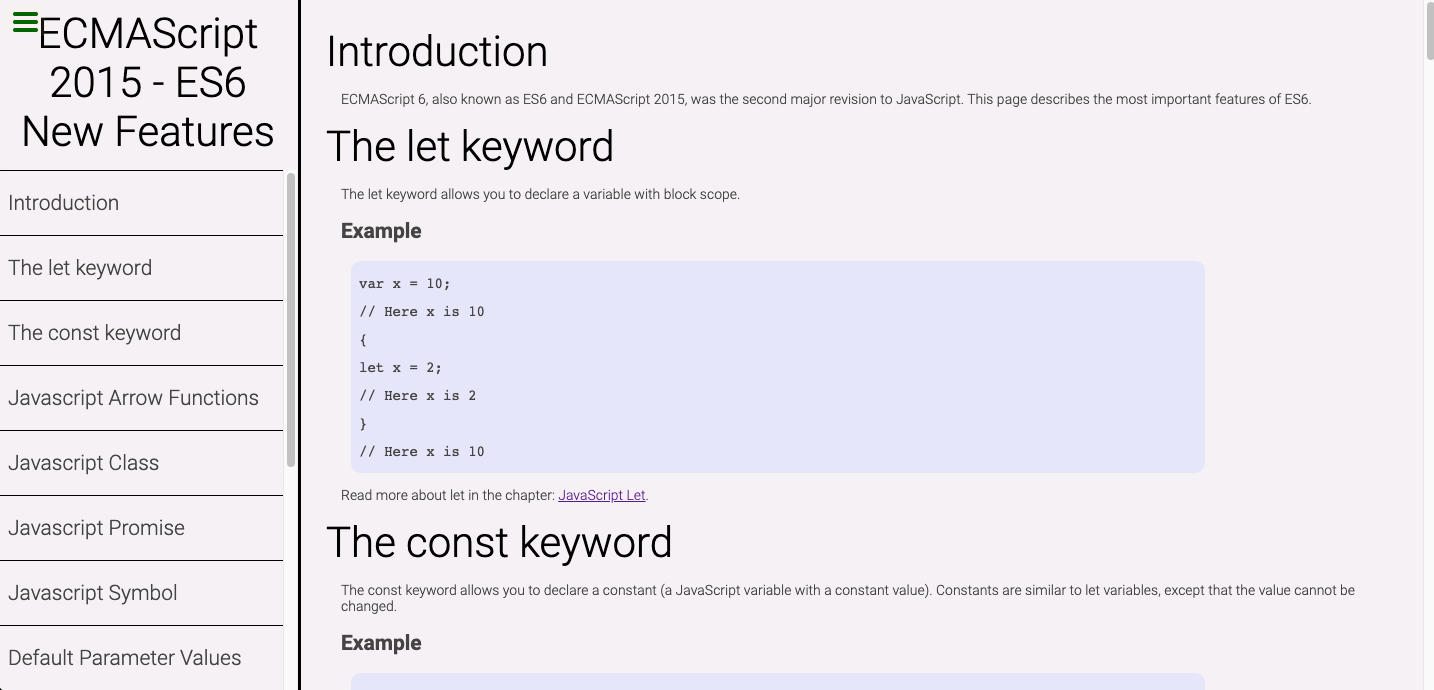 ECMAScript
2015 - ES6
New Features
Introduction
The let keyword
The const keyword
Javascript Arrow Functions
Javascript Class
Javascript Promise
Javascript Symbol
Default Parameter Values
Introduction
ECMAScript 6, also known as ES6 and ECMAScript 2015, was the second major revision to JavaScript. This page describes the most important features of ES6.
The let keyword
The let keyword allows you to declare a variable with block scope.
Example
var x = 10;
// Here x is 10
{
let x = 2;
// Here x is 2
}
// Here x is 10
Read more about let in the chapter: JavaScript Let.
The const keyword
The const keyword allows you to declare a constant (a JavaScript variable with a constant value). Constants are similar to let variables, except that the value cannot be
changed.
Example